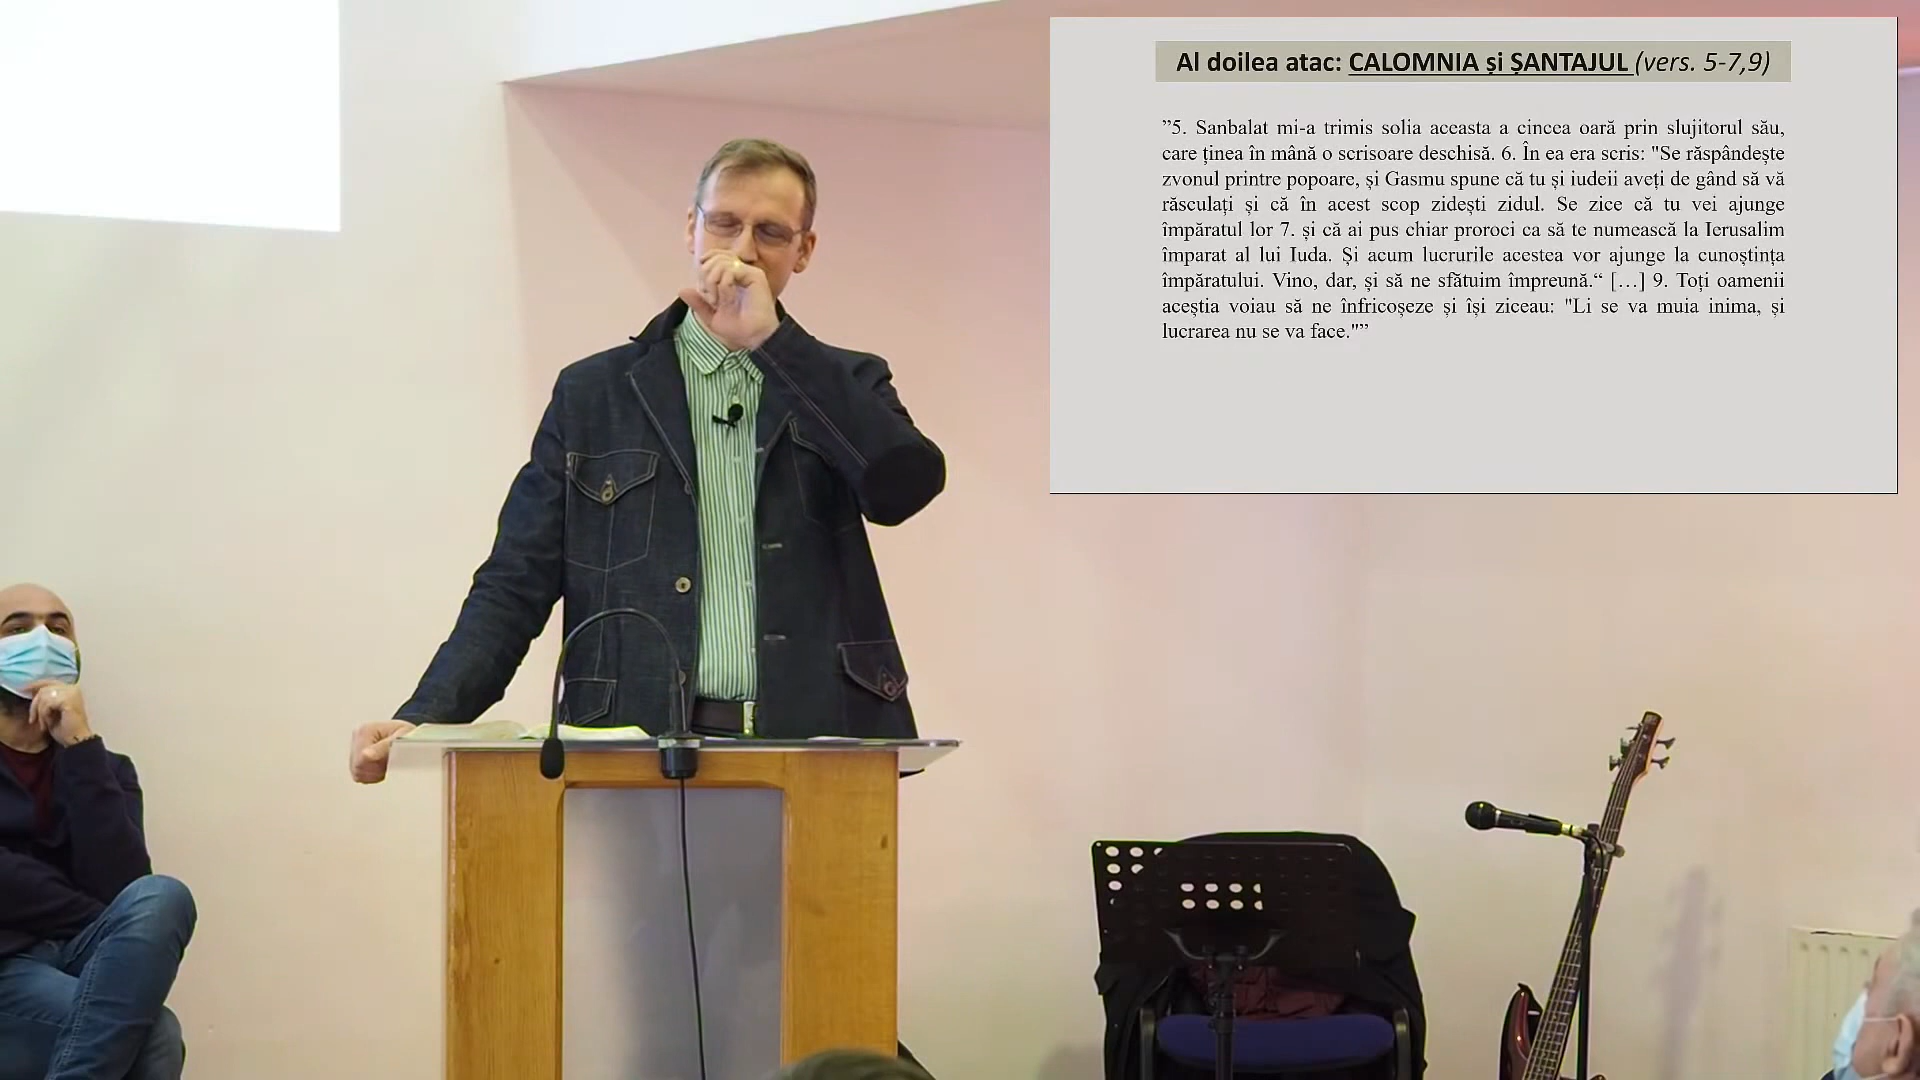 Al doilea atac: CALOMNIA și ȘANTAJUL (vers. 5-7,9)
”5. Sanbalat mi-a trimis solia aceasta a cincea oară prin slujitorul său,
care ținea în mână o scrisoare deschisă. 6. În ea era scris: "Se răspândește
zvonul printre popoare, și Gasmu spune că tu și iudeii aveți de gând să vă
răsculați și că în acest scop zidești zidul. Se zice că tu vei ajunge
împăratul lor 7. și că ai pus chiar proroci ca să te numească la Ierusalim
împarat al lui Iuda. Și acum lucrurile acestea vor ajunge la cunoștința
împăratului. Vino, dar, și să ne sfătuim împreună.“ […] 9. Toți oamenii
aceștia voiau să ne înfricoșeze și își ziceau: "Li se va muia inima, și
lucrarea nu se va face."”